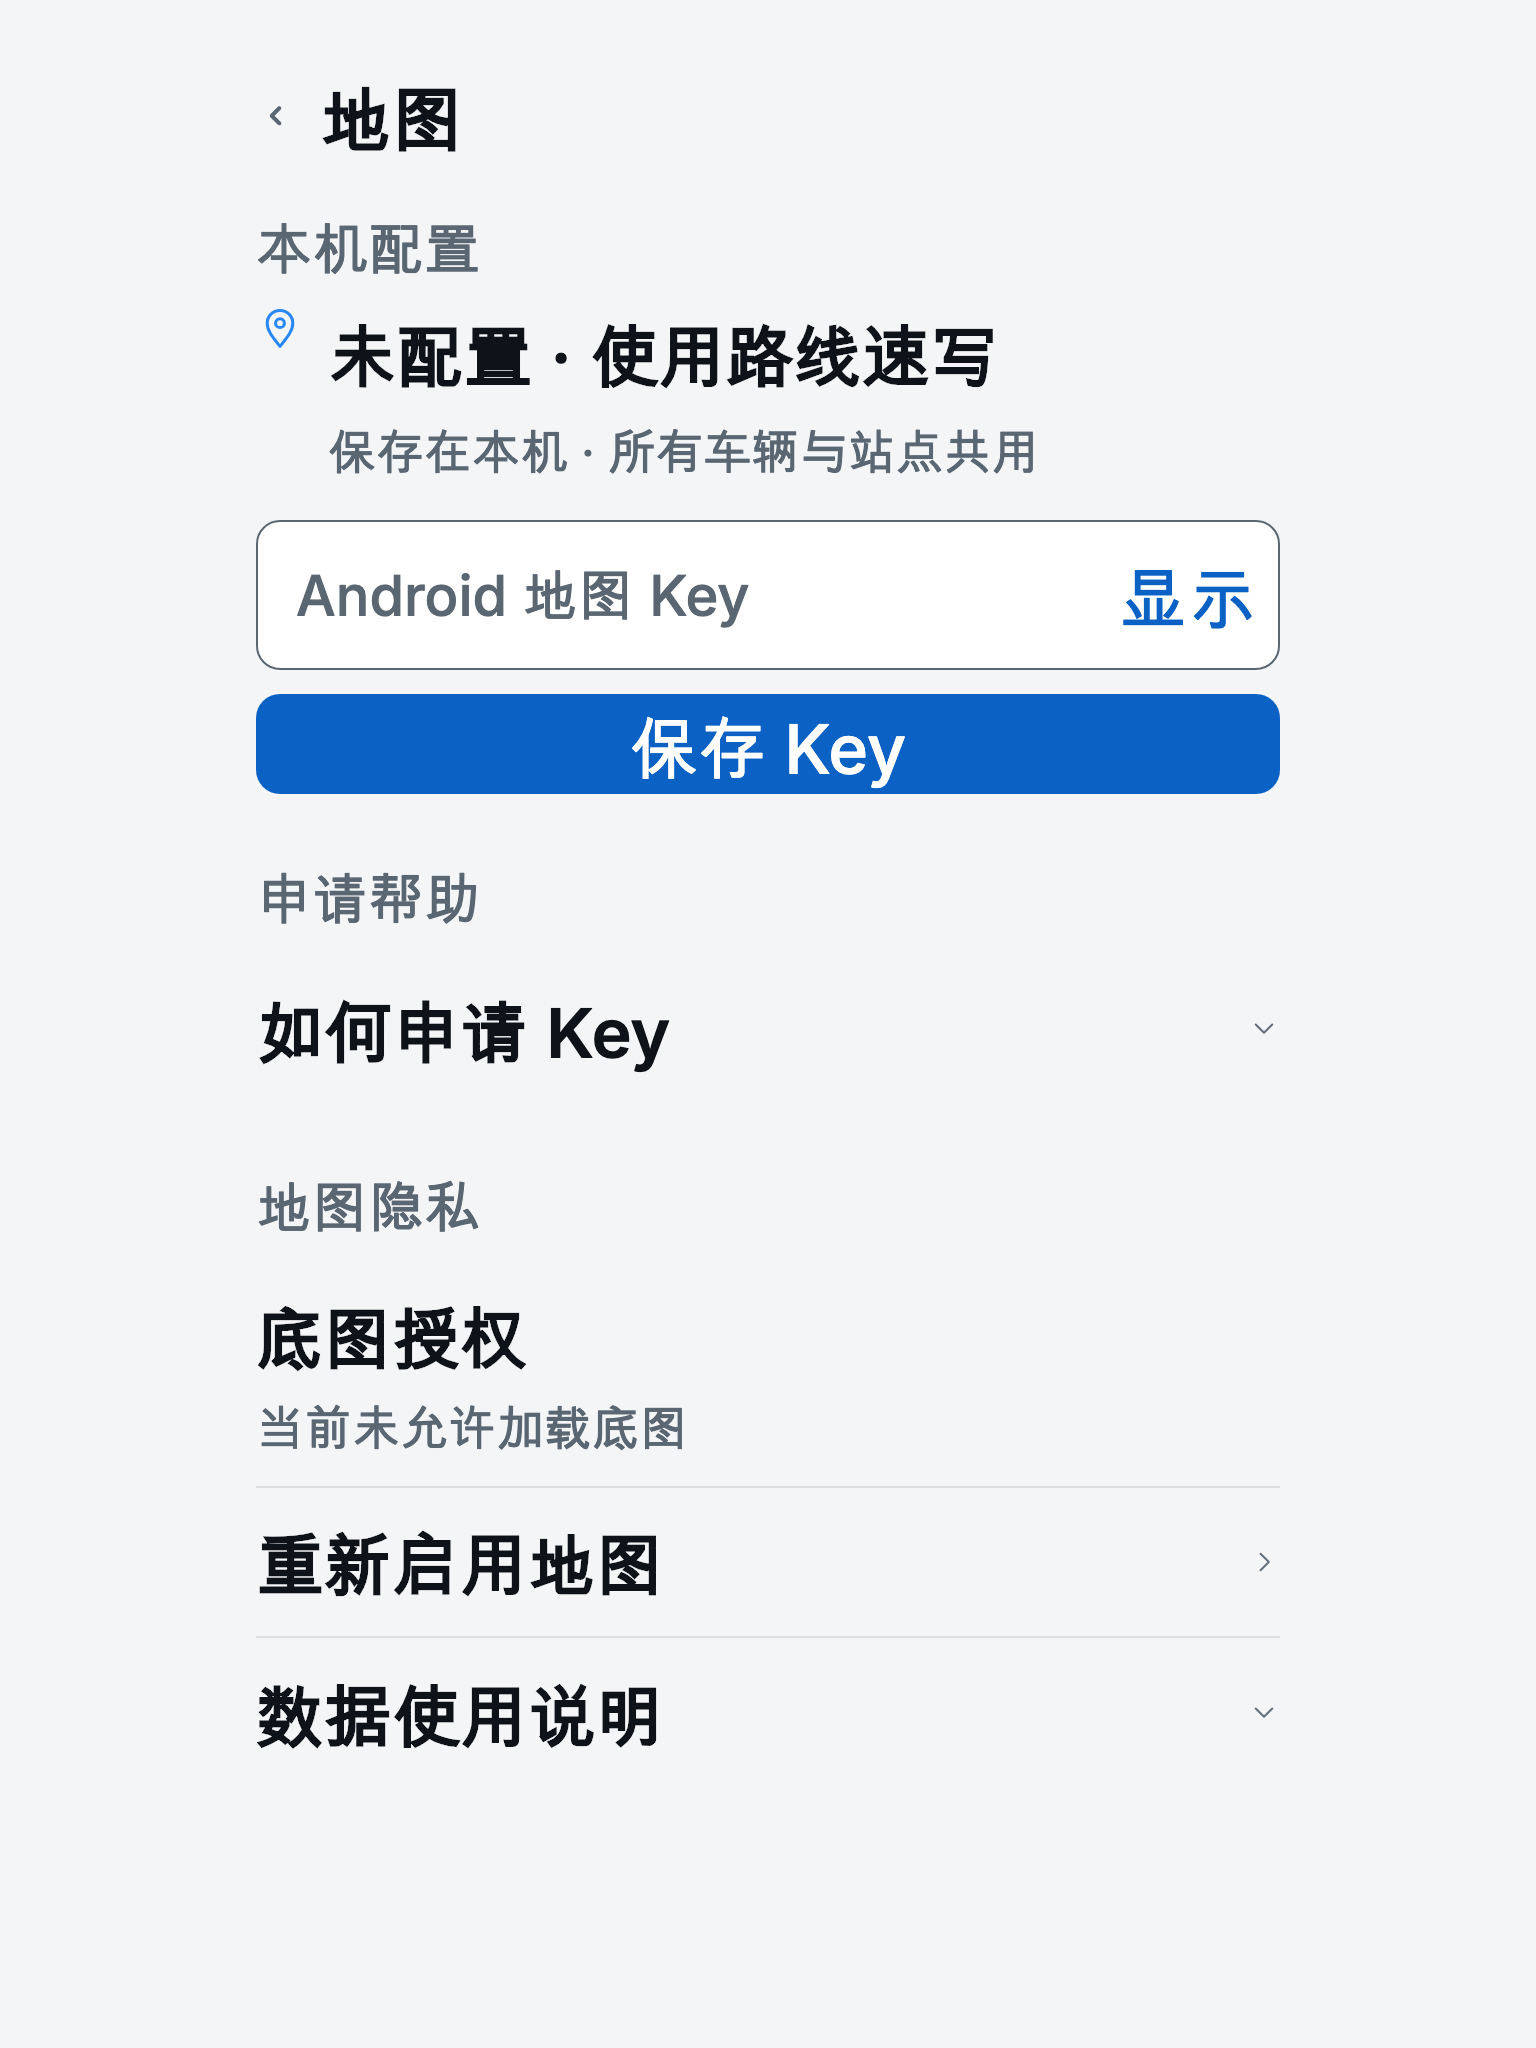 地图
本机配置
未配置 · 使用路线速写
保存在本机 · 所有车辆与站点共用
Android 地图 Key 显示
保存 Key
申请帮助
如何申请 Key
地图隐私
底图授权
当前未允许加载底图
重新启用地图
数据使用说明